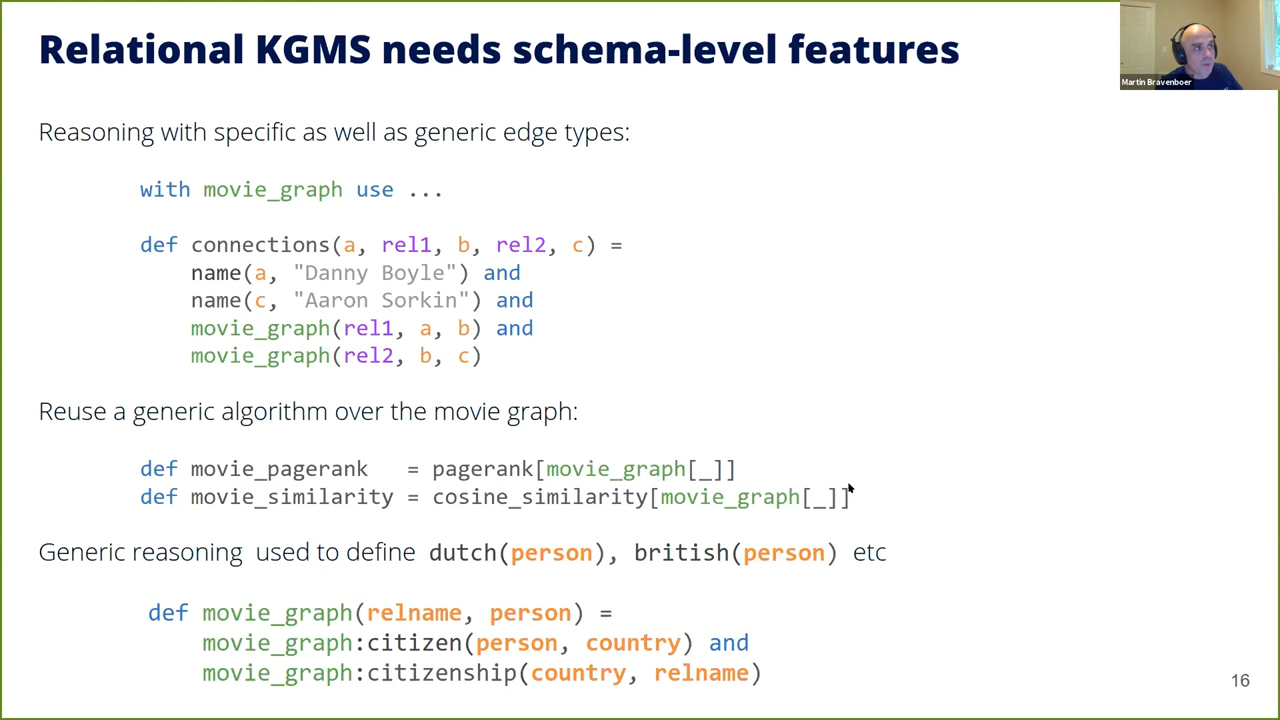 Relational KGMS needs schema-level features
Martin Bravenboer
Reasoning with specific as well as generic edge types:
with movie_graph use ...
def connections(a, rel1, b, rel2, c) =
name(a, "Danny Boyle") and
name(c, "Aaron Sorkin") and
movie_graph(rel1, a, b) and
movie_graph(rel2, b, c)
Reuse a generic algorithm over the movie graph:
def movie_pagerank = pagerank[movie_graph[_]]
def movie_similarity = cosine_similarity[movie_graph[_]]
Generic reasoning used to define dutch(person), british(person) etc
def movie_graph(relname, person) =
movie_graph:citizen(person, country) and
movie_graph:citizenship(country, relname)
16